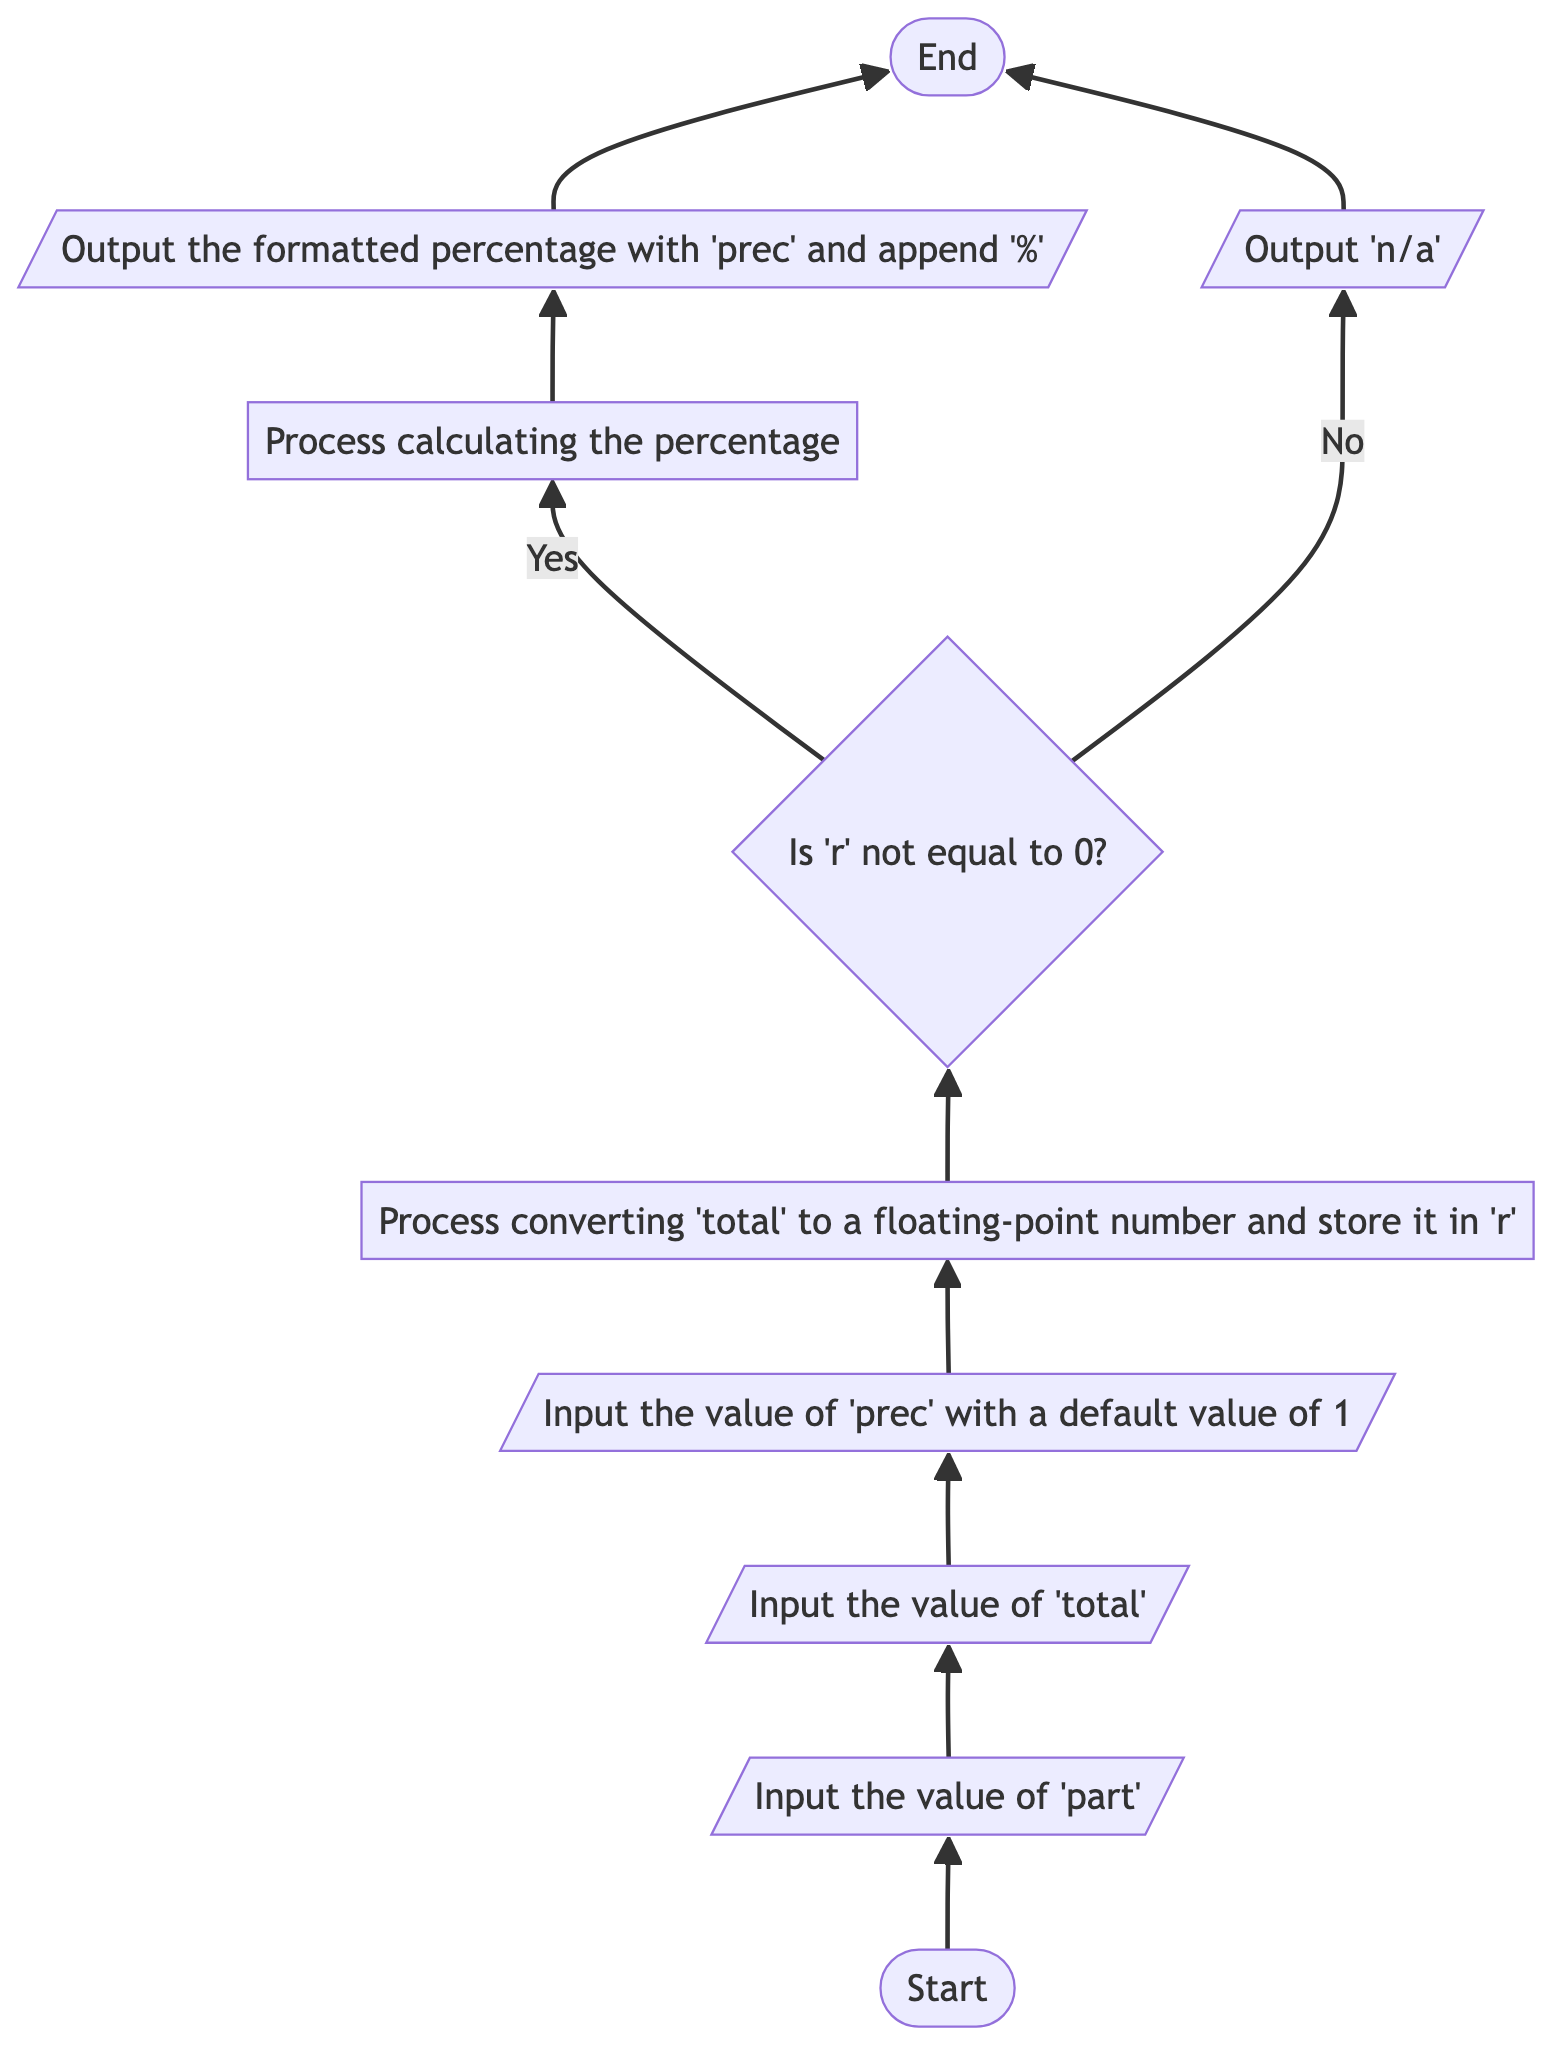 End
Output the formatted percentage with 'prec' and append '%'
Output 'n/a'
Process calculating the percentage
No
Yes
Is 'r' not equal to 0?
Process converting 'total' to a floating-point number and store it in 'r'
Input the value of 'prec' with a default value of 1
Input the value of 'total'
Input the value of 'part'
Start